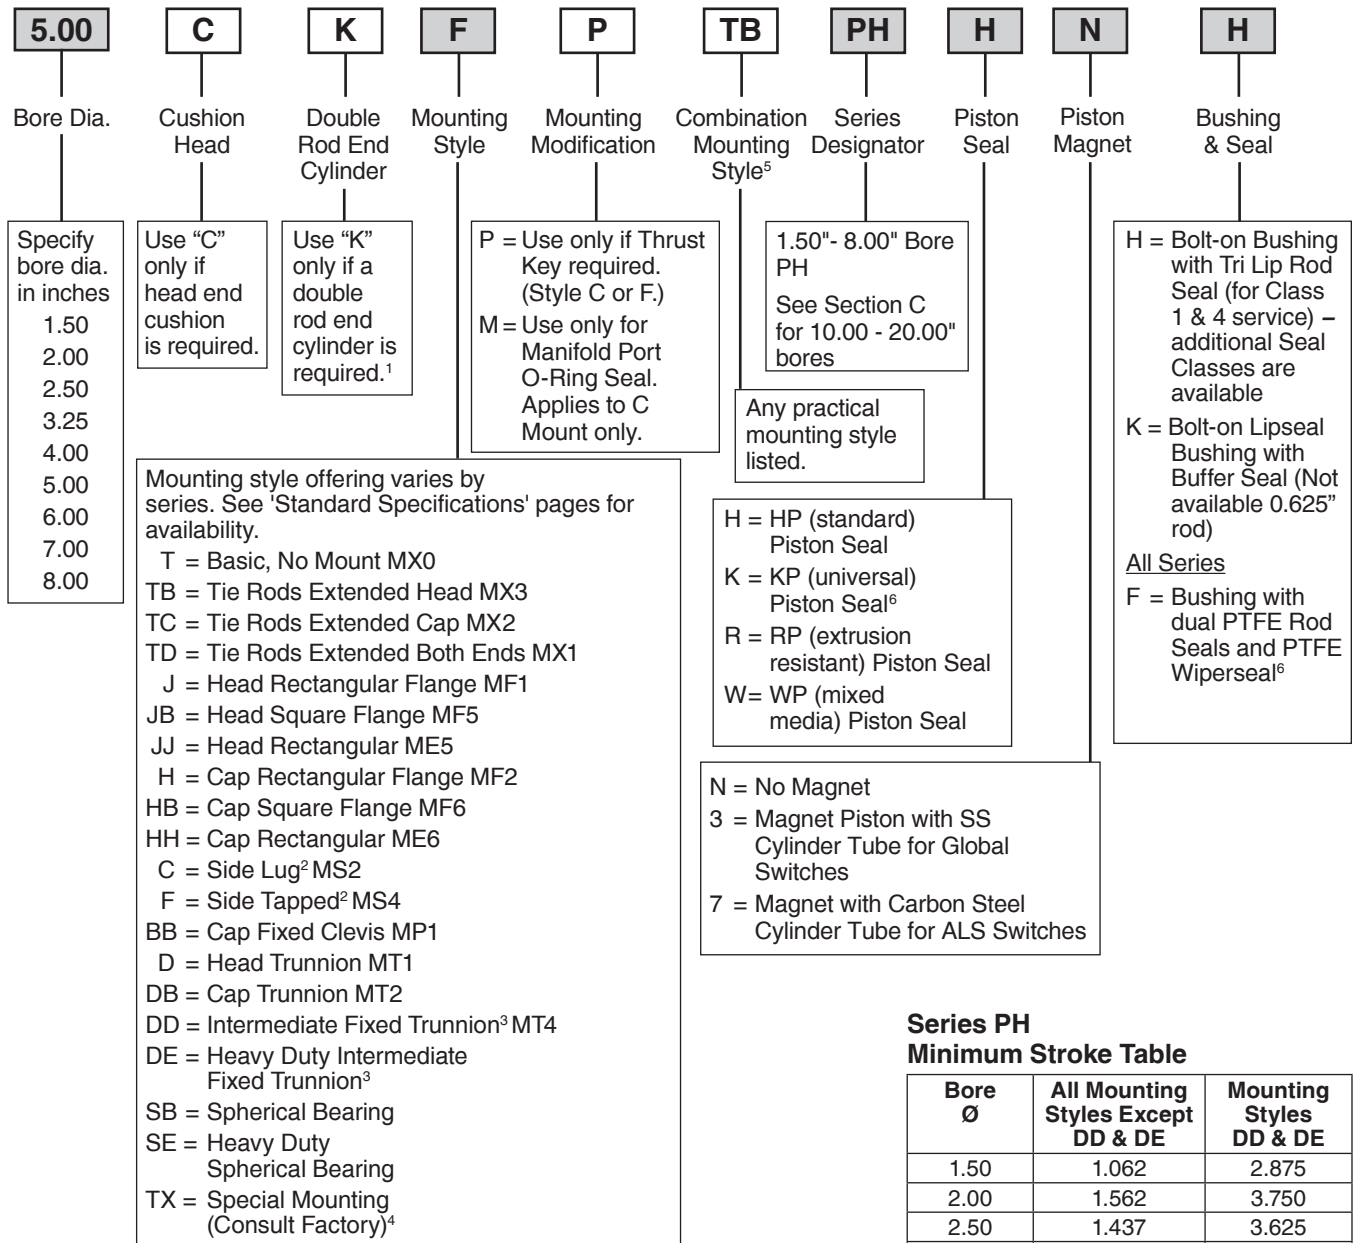 5.00 C K F P TB PH H N H
Bore Dia.
Cushion
Head
Double
Rod End
Cylinder
Mounting
Style
Mounting
Modification
Combination
Mounting
Style5
Series
Designator
Piston
Seal
Piston
Magnet
Bushing
& Seal
Specify
bore dia.
in inches
1.50
2.00
2.50
3.25
4.00
5.00
6.00
7.00
8.00
Use “C”
only if
head end
cushion
is required.
Use “K”
only if a
double
rod end
cylinder is
required.1
P = Use only if Thrust
Key required.
(Style C or F.)
M = Use only for
Manifold Port
O-Ring Seal.
Applies to C
Mount only.
1.50"- 8.00" Bore
PH
See Section C
for 10.00 - 20.00"
bores
Any practical
mounting style
listed.
H = Bolt-on Bushing
with Tri Lip Rod
Seal (for Class
1 & 4 service) –
additional Seal
Classes are
available
K = Bolt-on Lipseal
Bushing with
Buffer Seal (Not
available 0.625”
rod)
All Series
F = Bushing with
dual PTFE Rod
Seals and PTFE
Wiperseal6
Mounting style offering varies by
series. See 'Standard Specifications' pages for
availability.
T = Basic, No Mount MX0
TB = Tie Rods Extended Head MX3
TC = Tie Rods Extended Cap MX2
TD = Tie Rods Extended Both Ends MX1
J = Head Rectangular Flange MF1
JB = Head Square Flange MF5
JJ = Head Rectangular ME5
H = Cap Rectangular Flange MF2
HB = Cap Square Flange MF6
HH = Cap Rectangular ME6
C = Side Lug2 MS2
F = Side Tapped2 MS4
BB = Cap Fixed Clevis MP1
D = Head Trunnion MT1
DB = Cap Trunnion MT2
DD = Intermediate Fixed Trunnion3 MT4
DE = Heavy Duty Intermediate
Fixed Trunnion3
SB = Spherical Bearing
SE = Heavy Duty
Spherical Bearing
TX = Special Mounting
(Consult Factory)4
H = HP (standard)
Piston Seal
K = KP (universal)
Piston Seal6
R = RP (extrusion
resistant) Piston Seal
W= WP (mixed
media) Piston Seal
N = No Magnet
3 = Magnet Piston with SS
Cylinder Tube for Global
Switches
7 = Magnet with Carbon Steel
Cylinder Tube for ALS Switches
Series PH
Minimum Stroke Table
Bore
Ø
All Mounting
Styles Except
DD & DE
Mounting
Styles
DD & DE
1.50 1.062 2.875
2.00 1.562 3.750
2.50 1.437 3.625